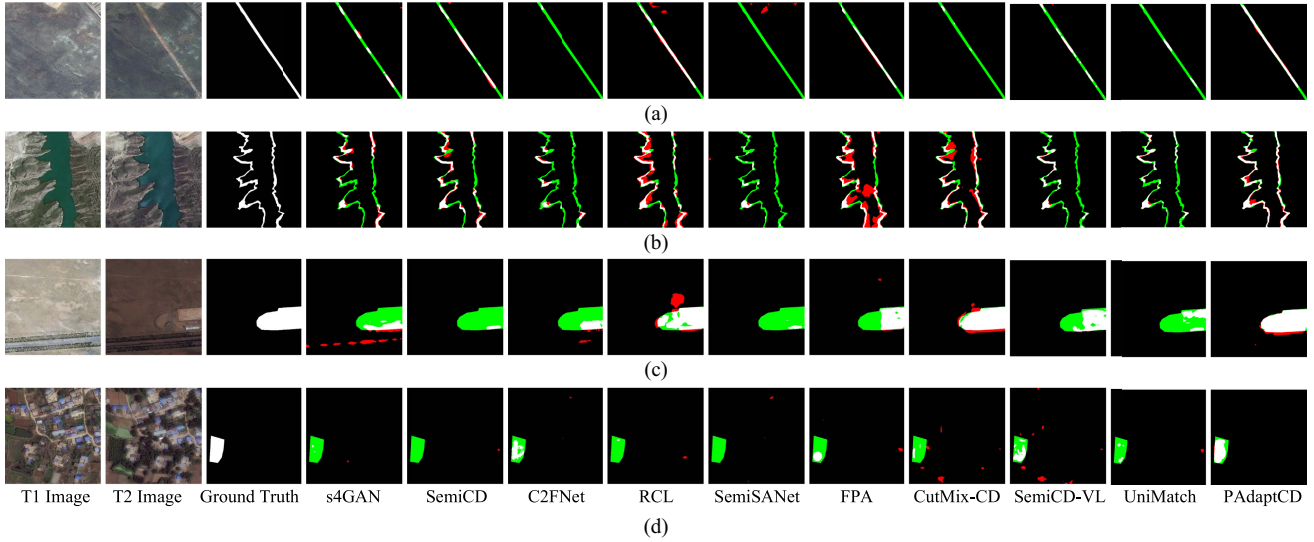 (a)
(b)
(c)
T1 Image T2 Image Ground Truth s4GAN SemiCD C2FNet RCL SemiSANet FPA CutMix-CD SemiCD-VL UniMatch PAdaptCD
(d)